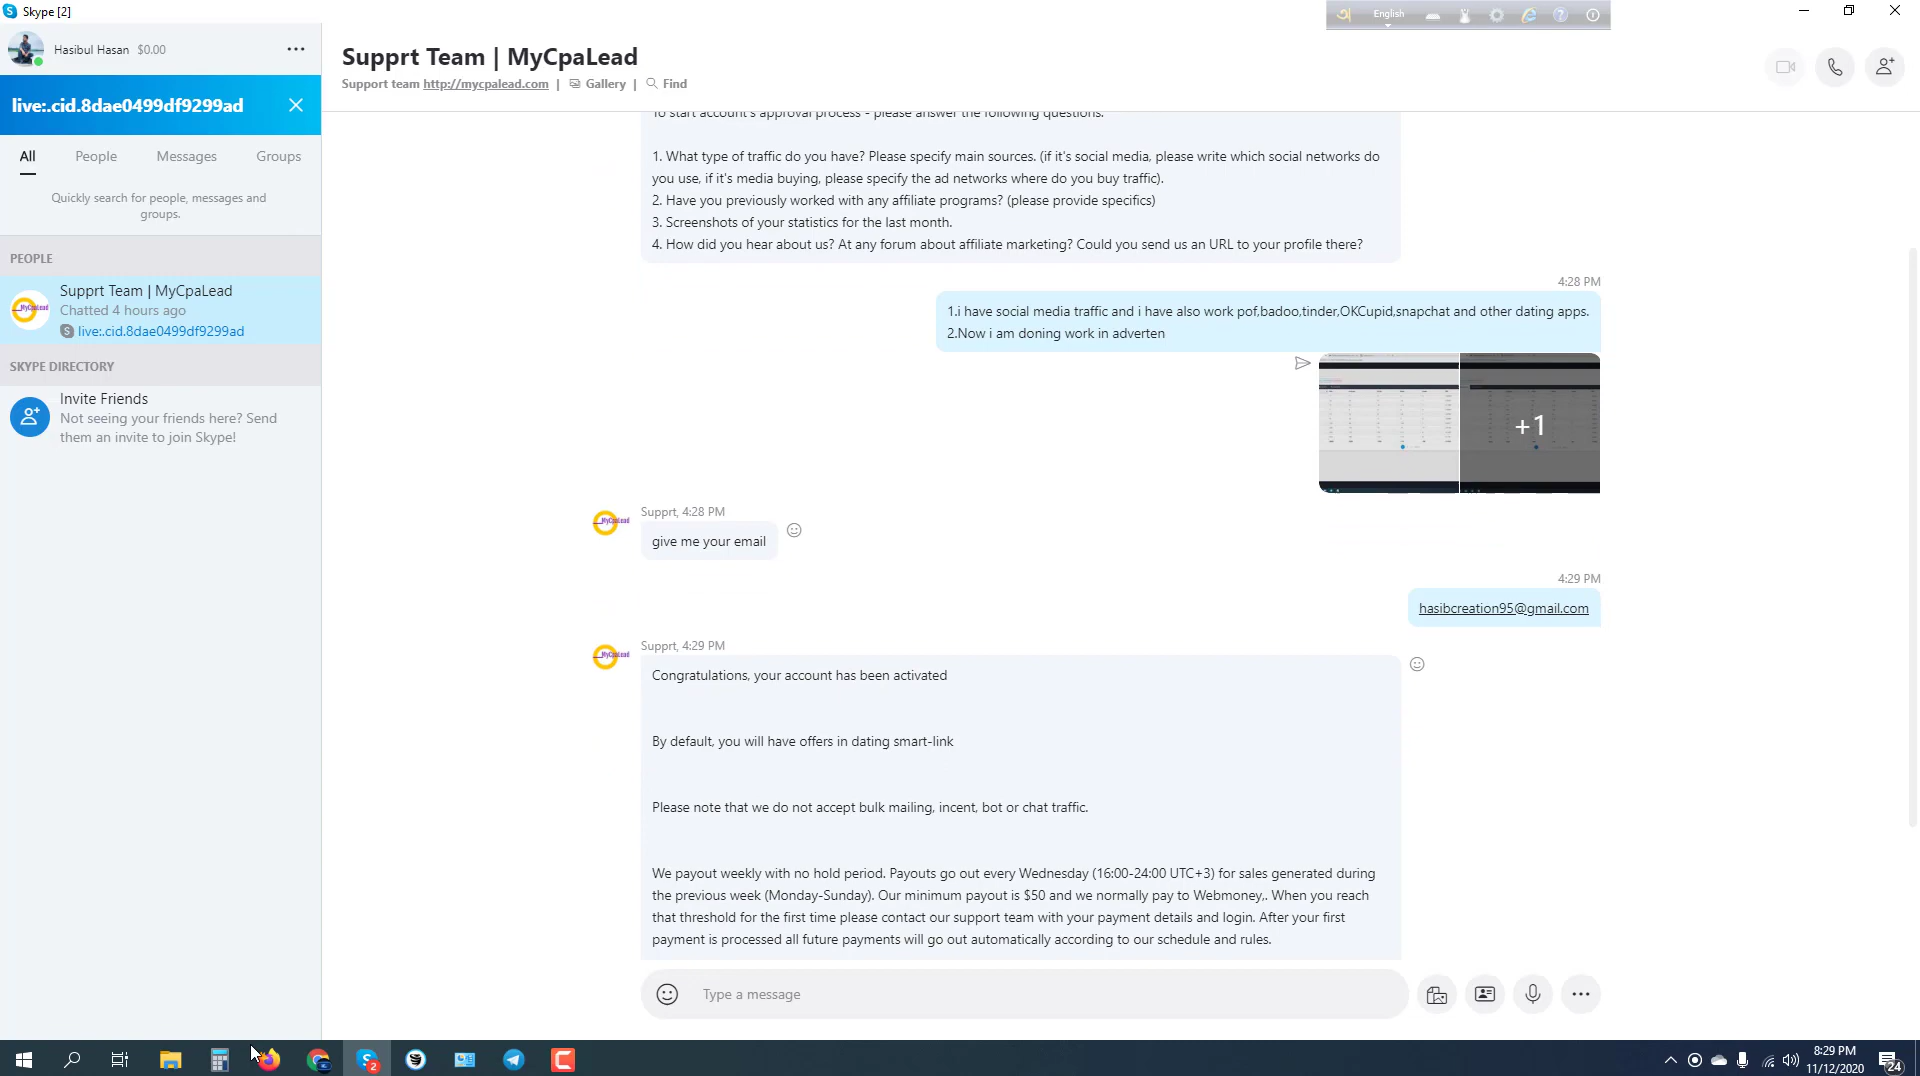 Skype [2]
English
Hasibul Hasan $0.00
live:.cid.8dae0499df9299ad
All People Messages Groups
Quickly search for people, messages and
groups.
PEOPLE
Supprt Team | MyCpaLead
Chatted 4 hours ago
live:.cid.8dae0499df9299ad
SKYPE DIRECTORY
Invite Friends
Not seeing your friends here? Send
them an invite to join Skype!
Supprt Team | MyCpaLead
Support team http://mycpalead.com | Gallery | Find
To start account's approval process - please answer the following questions.
1. What type of traffic do you have? Please specify main sources. (if it's social media, please write which social networks do
you use, if it's media buying, please specify the ad networks where do you buy traffic).
2. Have you previously worked with any affiliate programs? (please provide specifics)
3. Screenshots of your statistics for the last month.
4. How did you hear about us? At any forum about affiliate marketing? Could you send us an URL to your profile there?
4:28 PM
1.i have social media traffic and i have also work pof,badoo,tinder,OKCupid,snapchat and other dating apps.
2.Now i am doning work in adverten
+1
Supprt, 4:28 PM
MyCpaLead
give me your email
4:29 PM
hasibcreation95@gmail.com
Supprt, 4:29 PM
MyCpaLead
Congratulations, your account has been activated
By default, you will have offers in dating smart-link
Please note that we do not accept bulk mailing, incent, bot or chat traffic.
We payout weekly with no hold period. Payouts go out every Wednesday (16:00-24:00 UTC+3) for sales generated during
the previous week (Monday-Sunday). Our minimum payout is $50 and we normally pay to Webmoney,. When you reach
that threshold for the first time please contact our support team with your payment details and login. After your first
payment is processed all future payments will go out automatically according to our schedule and rules.
Type a message
2
8:29 PM
11/12/2020
24